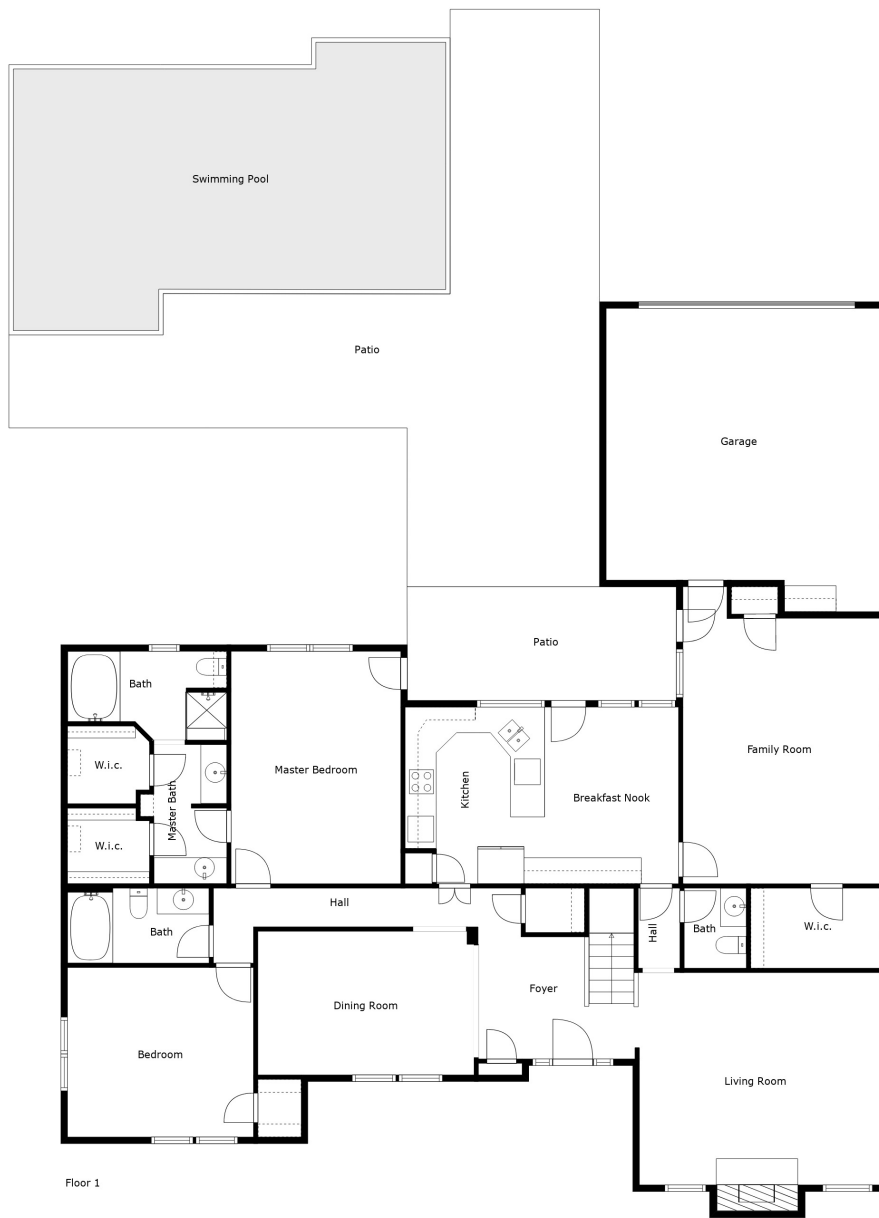 Swimming Pool
Patio
Garage
Patio
Bath
Family Room
W.i.c.
Master Bedroom
Kitchen
Breakfast Nook
Master Bath
W.i.c.
Hall
Bath
Hall
Bath
W.i.c.
Foyer
Dining Room
Bedroom
Living Room
Floor 1